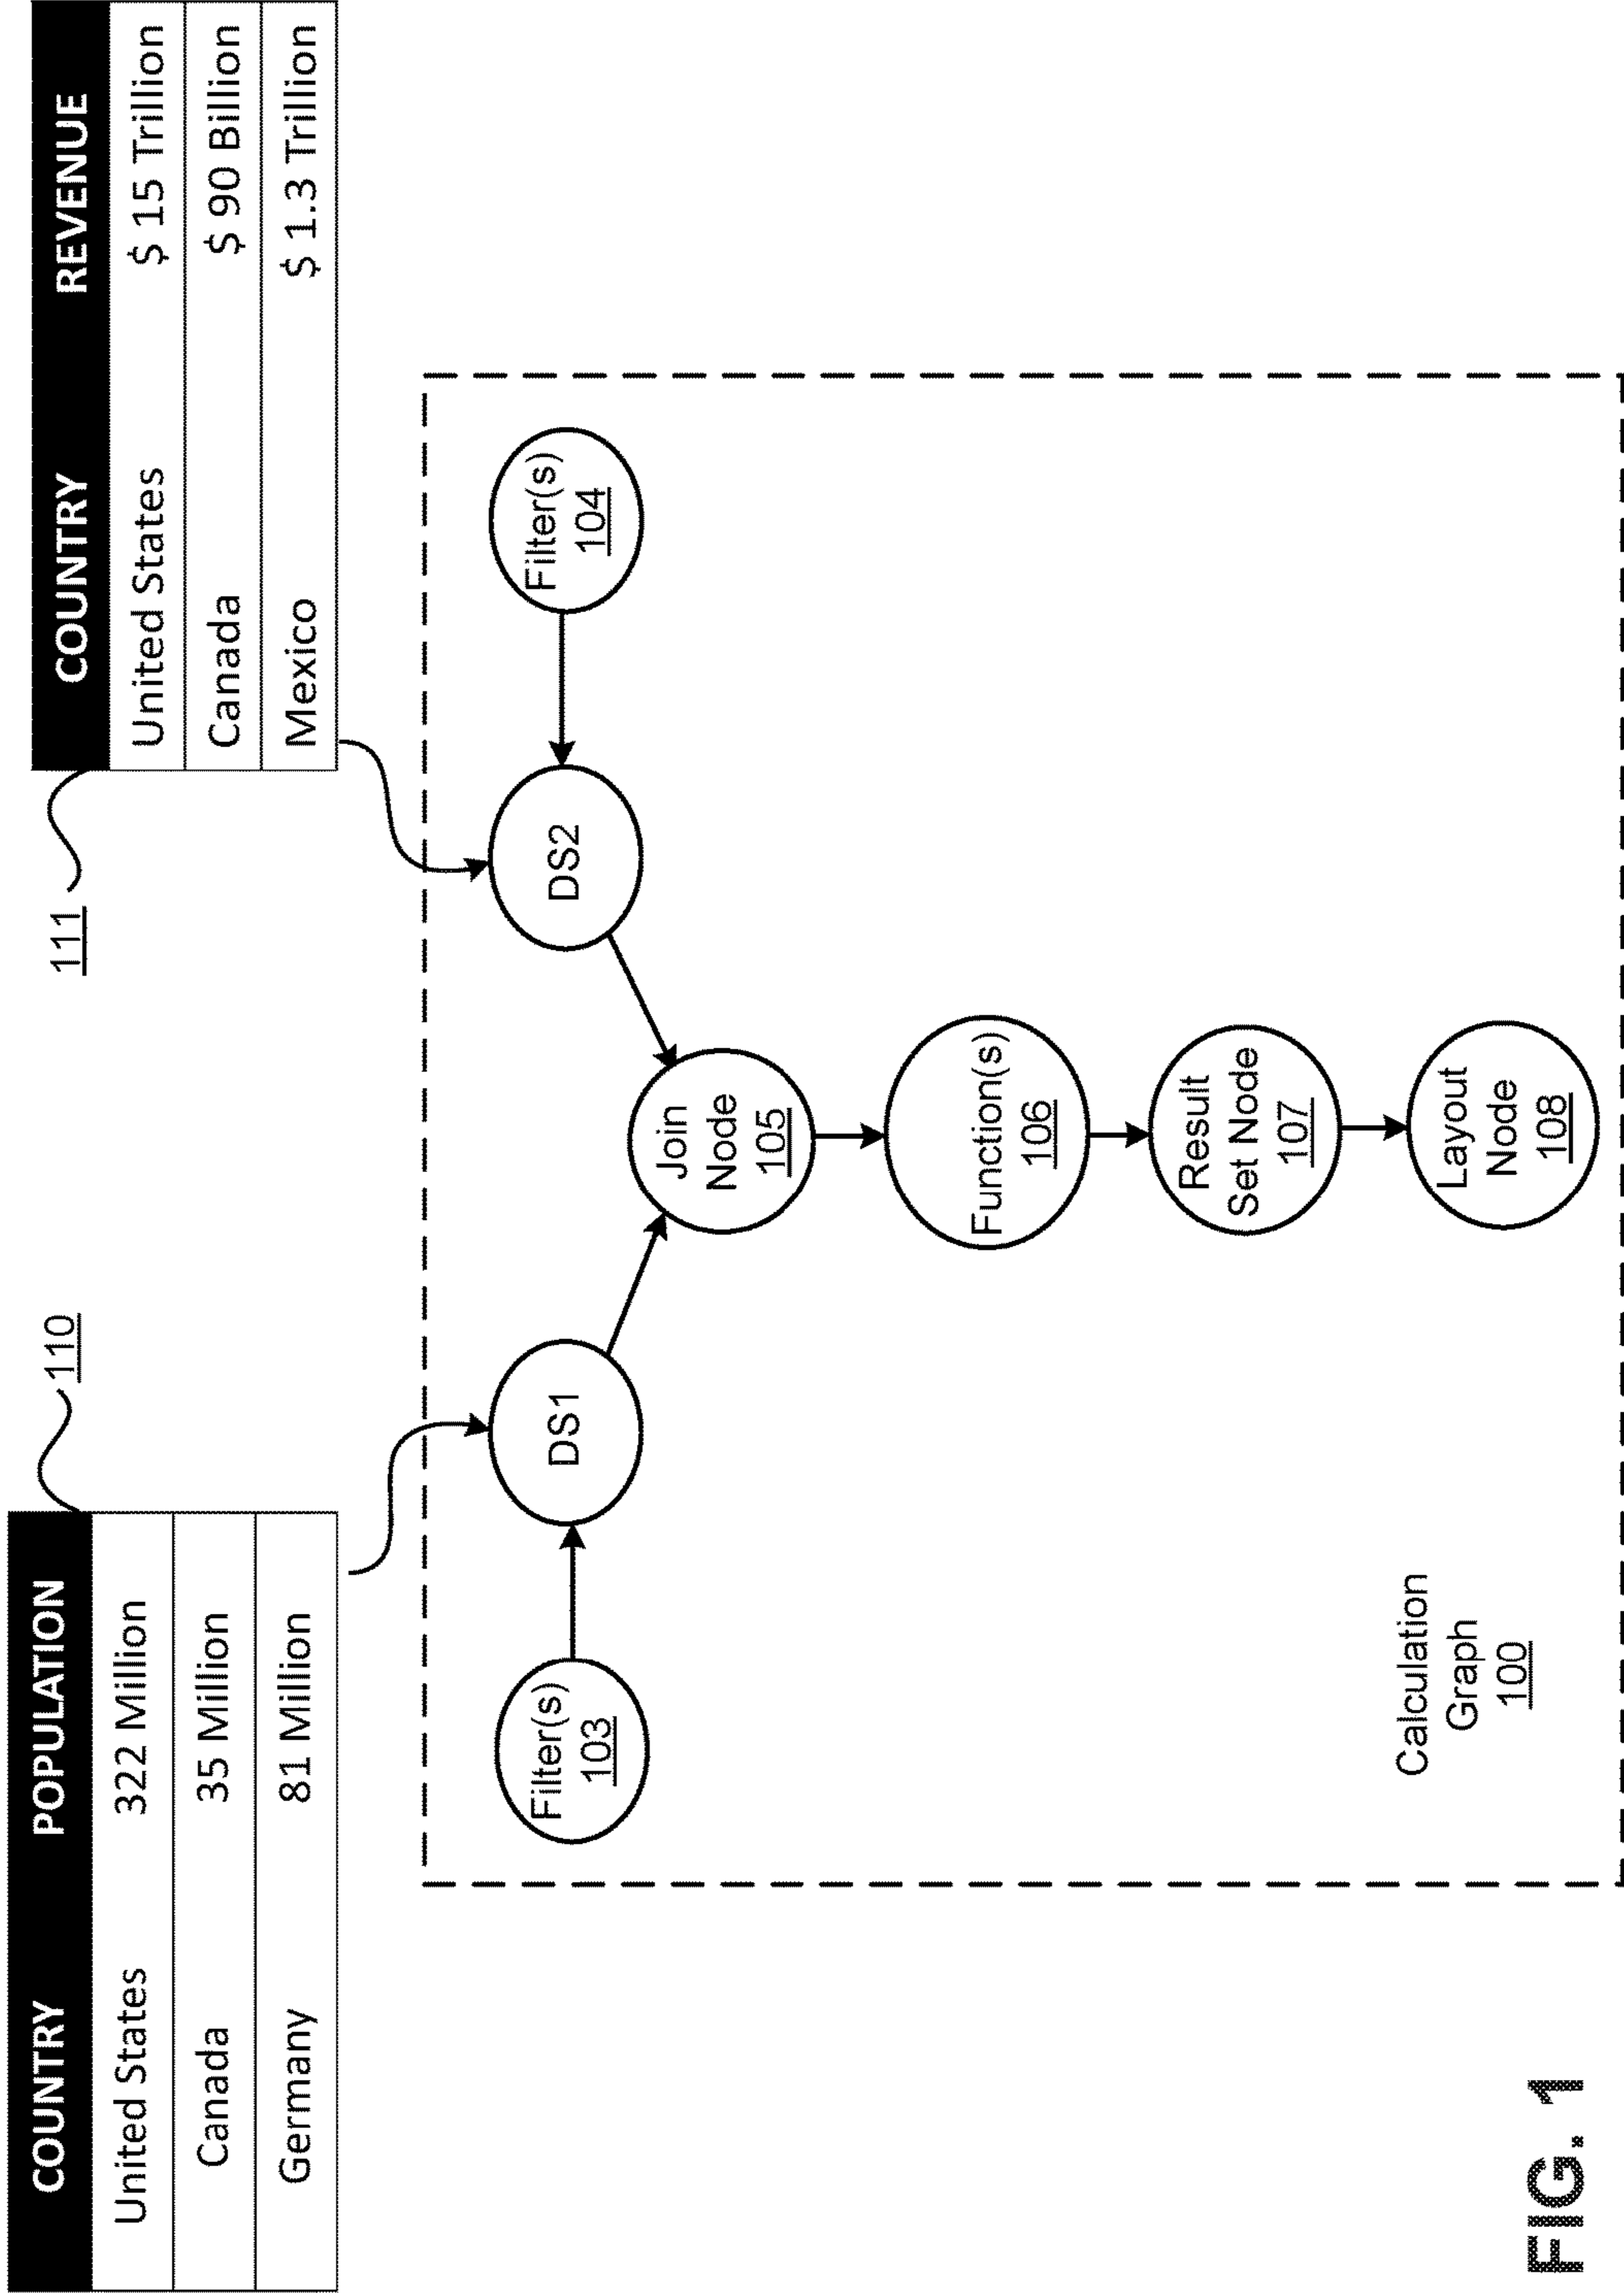 COUNTRY POPULATION
United States 322 Million
Canada 35 Million
Germany 81 Million
110
111
COUNTRY REVENUE
United States $ 15 Trillion
Canada $ 90 Billion
Mexico $ 1.3 Trillion
Filter(s)
103
DS1
DS2
Filter(s)
104
Join
Node
105
Function(s)
106
Result
Set Node
107
Layout
Node
108
Calculation
Graph
100
FIG. 1